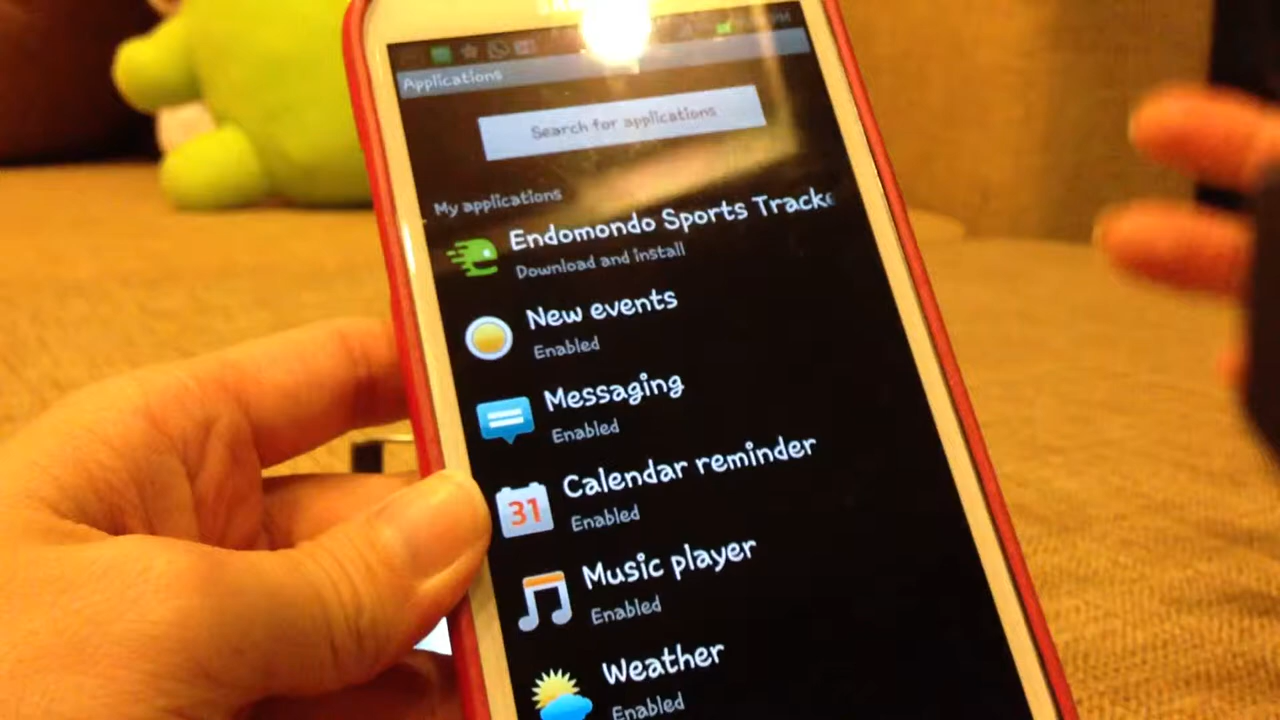 Applications
Search for applications
My applications
Endomondo Sports Tracke
Download and install
New events
Enabled
Messaging
Enabled
Calendar reminder
31
Enabled
Music player
Enabled
Weather
Enabled